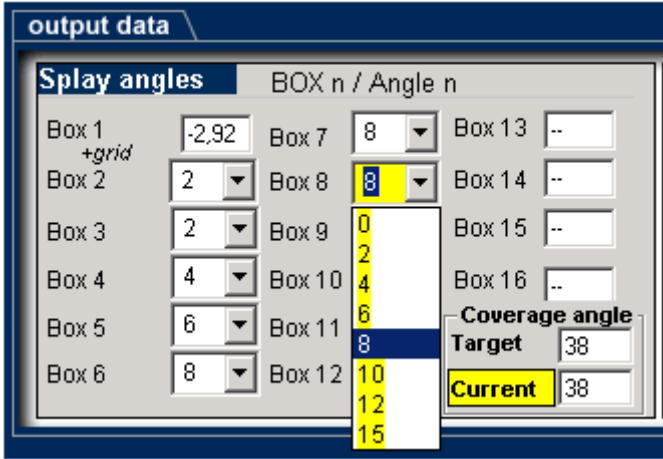 output data
Splay angles BOX n / Angle n
Box 1 -2,92 Box 7 8 Box 13 --
+grid
Box 2 2 Box 8 8 Box 14 --
Box 3 2 Box 9 0 Box 15 --
2
Box 4 4 Box 10 4 Box 16 --
6 Coverage angle
Box 5 6 Box 11 8 Target 38
Box 6 8 Box 12 10 Current 38
12
15